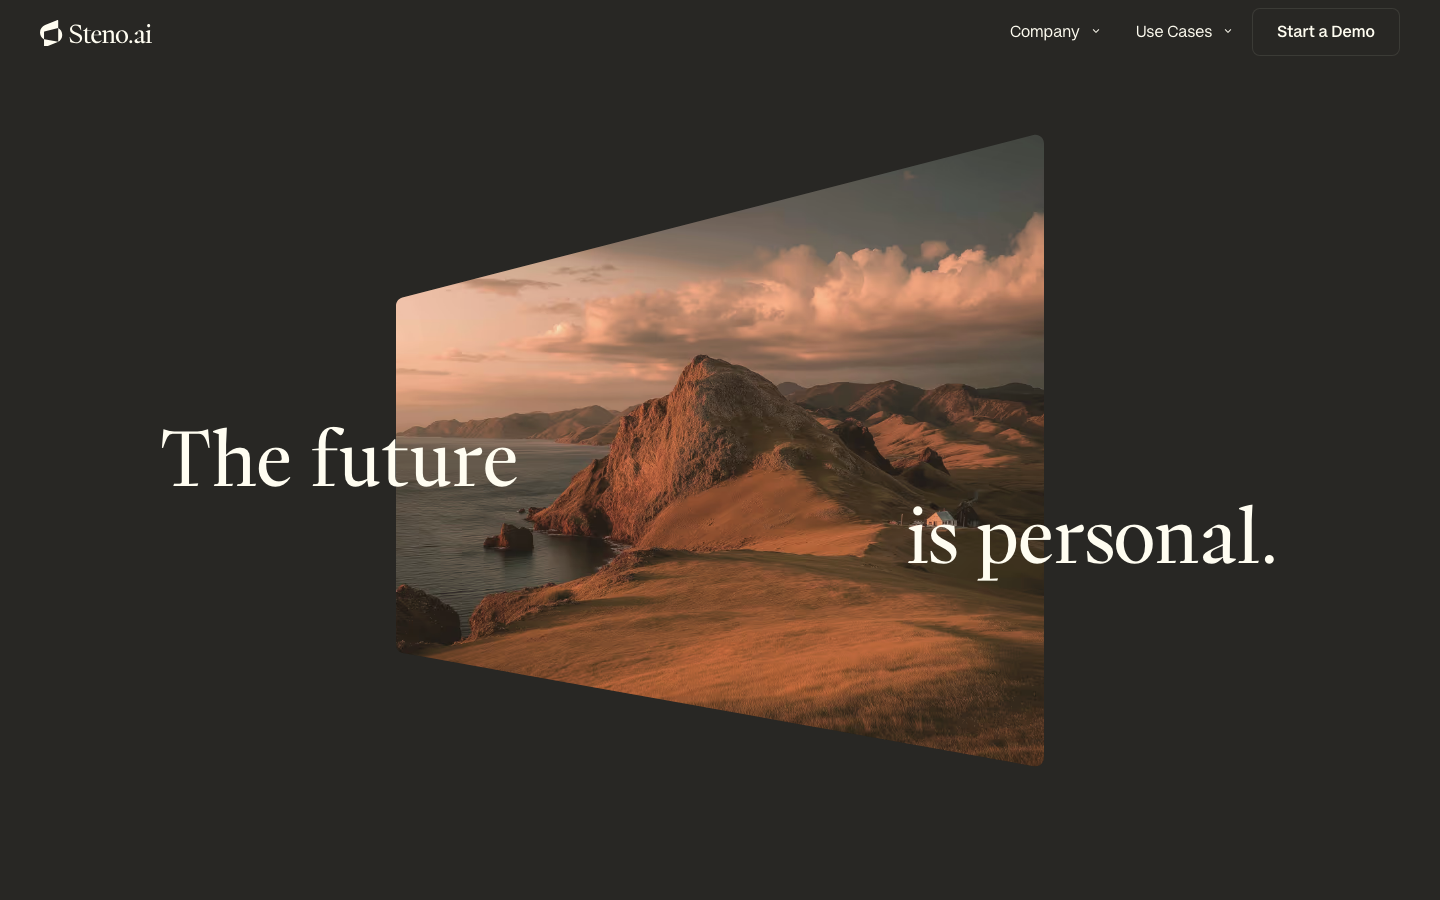 Steno.ai
Company
Use Cases
Start a Demo
The future
is personal.